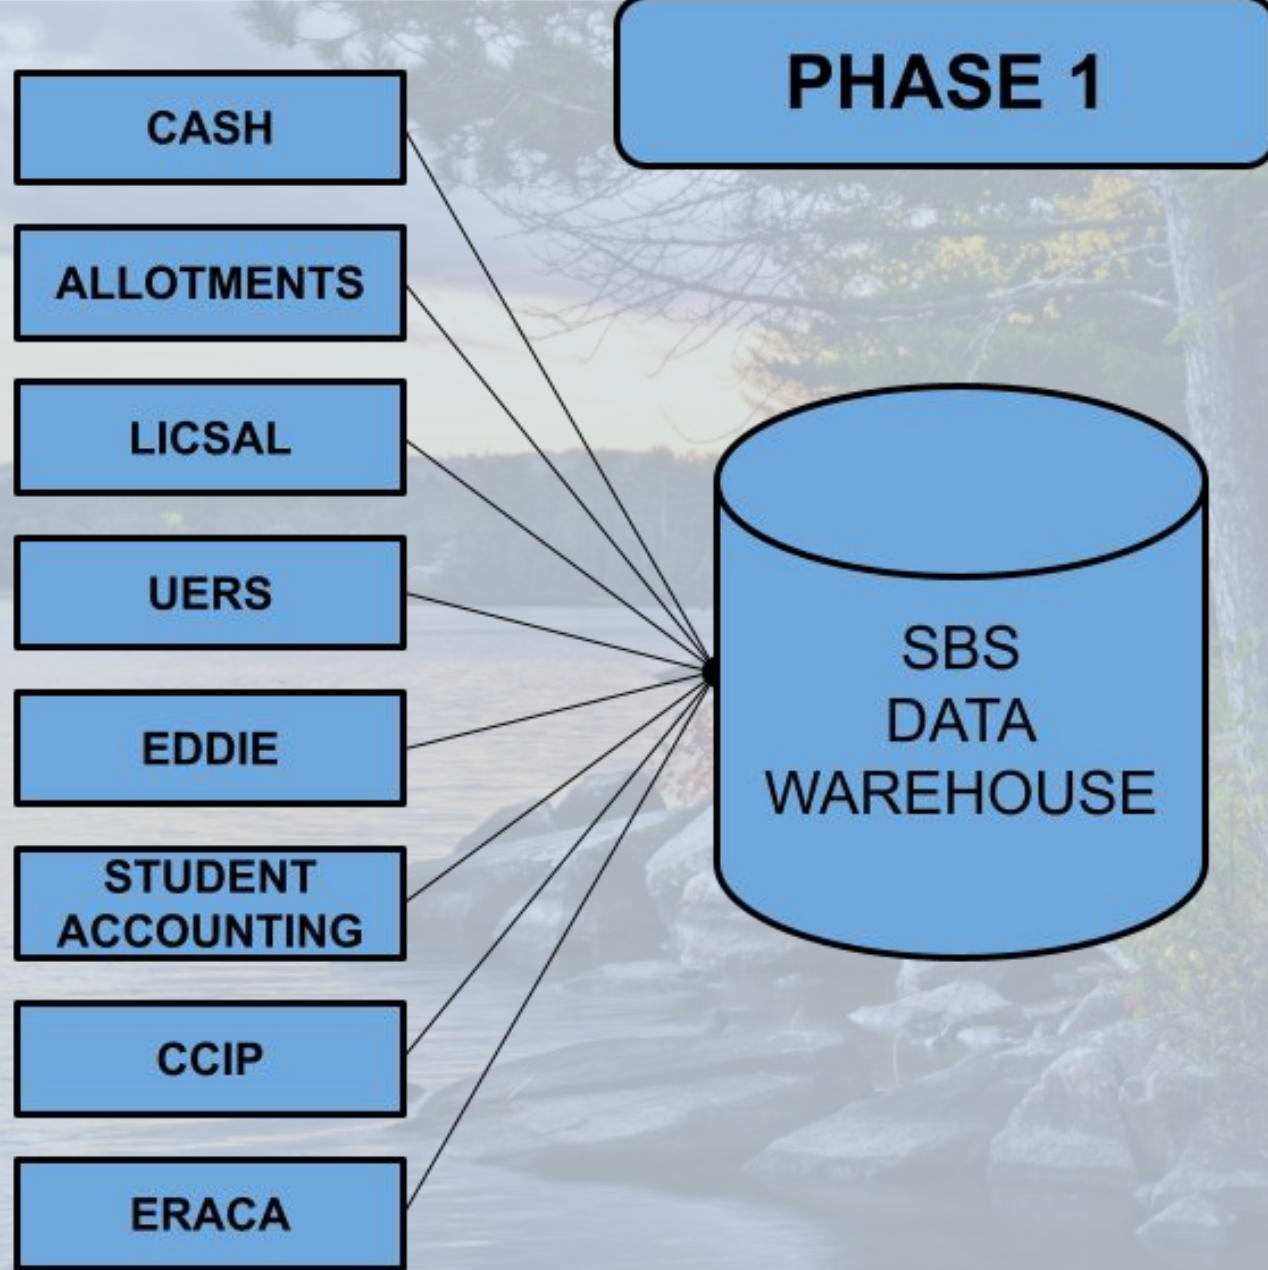 PHASE 1
CASH
ALLOTMENTS
LICSAL
UERS
EDDIE
STUDENT
ACCOUNTING
CCIP
ERACA
SBS
DATA
WAREHOUSE